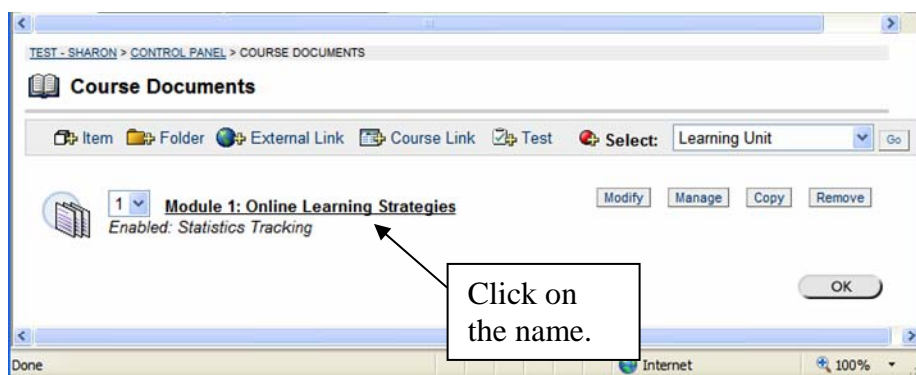 TEST - SHARON > CONTROL PANEL > COURSE DOCUMENTS
Course Documents
Item Folder External Link Course Link Test Select: Learning Unit Go
1 Module 1: Online Learning Strategies Modify Manage Copy Remove
Enabled: Statistics Tracking
Click on
the name.
OK
Done Internet 100%